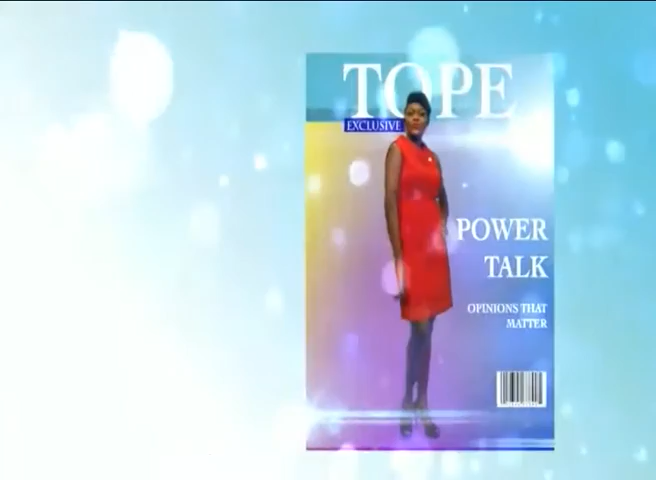 TOPE
EXCLUSIVE
POWER
TALK
OPINIONS THAT
MATTER